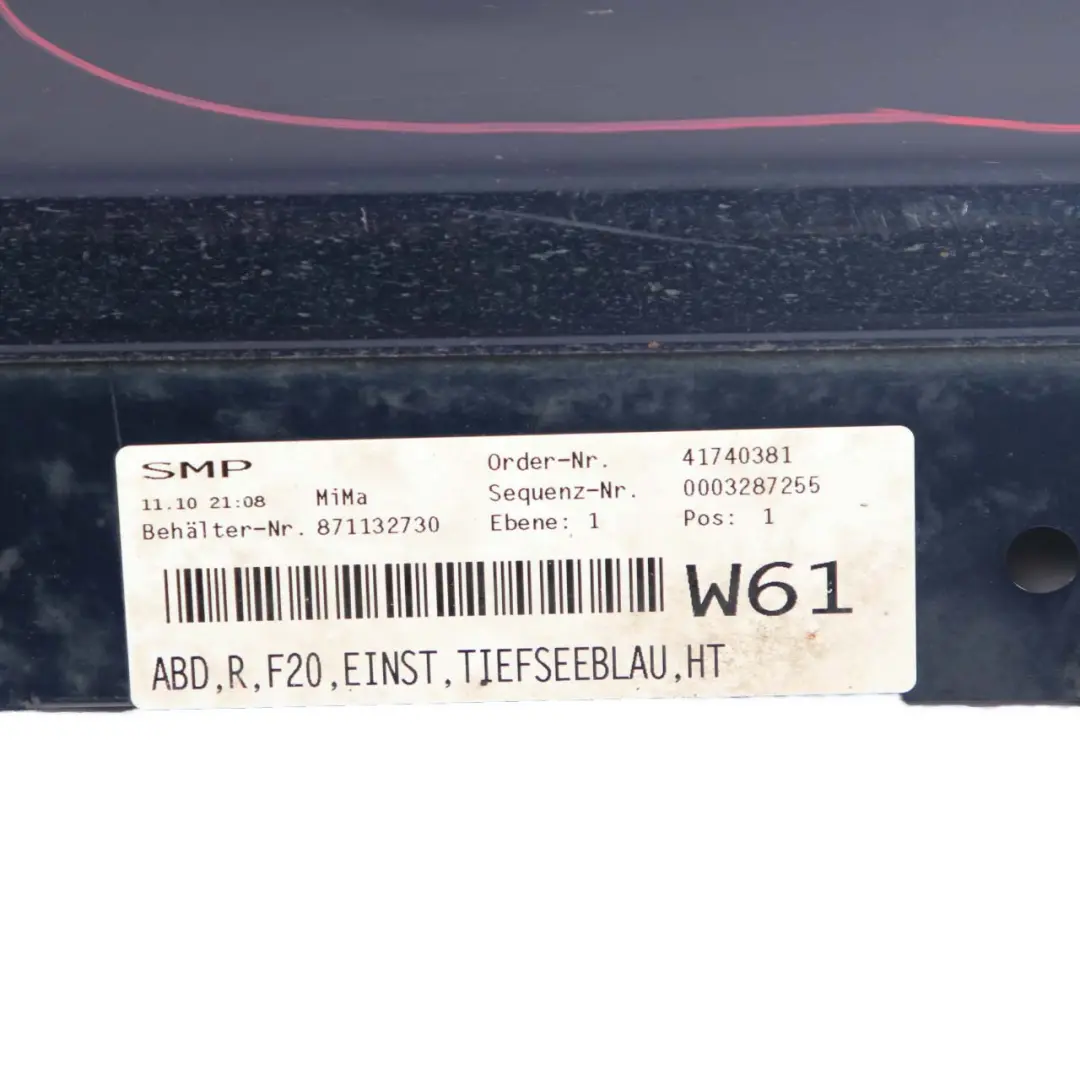 SMP
11.10 21:08 MiMa
Behälter-Nr. 871132730
Order-Nr. 41740381
Sequenz-Nr. 0003287255
Ebene: 1 Pos: 1
W61
ABD,R,F20,EINST,TIEFSEEBLAU,HT